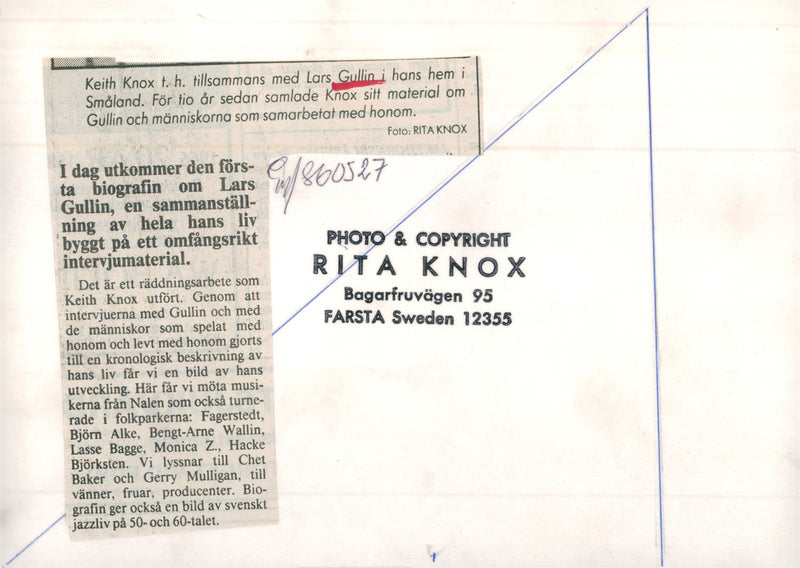 Keith Knox t. h. tillsammans med Lars Gullin i hans hem i
Småland. För tio år sedan samlade Knox sitt material om
Gullin och människorna som samarbetat med honom.
Foto: RITA KNOX
I dag utkommer den förs-
ta biografin om Lars
Gullin, en sammanställ-
ning av hela hans liv
byggt på ett omfångsrikt
intervjumaterial.
Det är ett räddningsarbete som
Keith Knox utfört. Genom att
intervjuerna med Gullin och med
de människor som spelat med
honom och levt med honom gjorts
till en kronologisk beskrivning av
hans liv får vi en bild av hans
utveckling. Här får vi möta musi-
kerna från Nalen som också turne-
rade i folkparkerna: Fagerstedt,
Björn Alke, Bengt-Arne Wallin,
Lasse Bagge, Monica Z., Hacke
Björksten. Vi lyssnar till Chet
Baker och Gerry Mulligan, till
vänner, fruar, producenter. Bio-
grafin ger också en bild av svenskt
jazzliv på 50- och 60-talet.
/860527
PHOTO & COPYRIGHT
RITA KNOX
Bagarfruvägen 95
FARSTA Sweden 12355